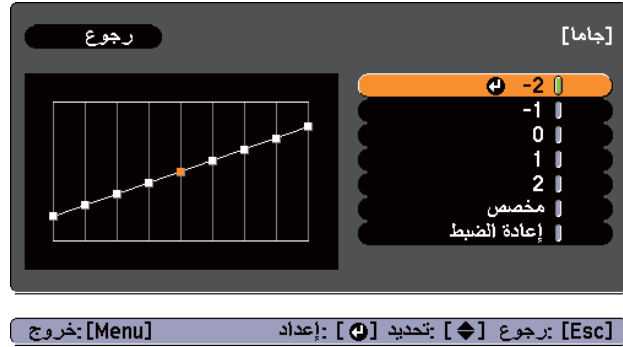 [جاما]
رجوع
-2
-1
0
1
2
مخصص
إعادة الضبط
[Esc] :رجوع [◆] :تحديد [↵] :إعداد [Menu] :خروج